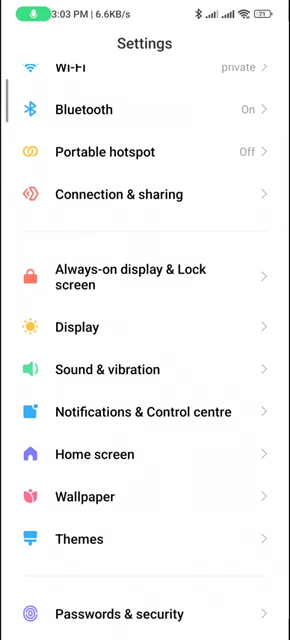 3:03 PM | 6.6KB/s 71
Settings
Wi-Fi private
Bluetooth On
Portable hotspot Off
Connection & sharing
Always-on display & Lock
screen
Display
Sound & vibration
Notifications & Control centre
Home screen
Wallpaper
Themes
Passwords & security